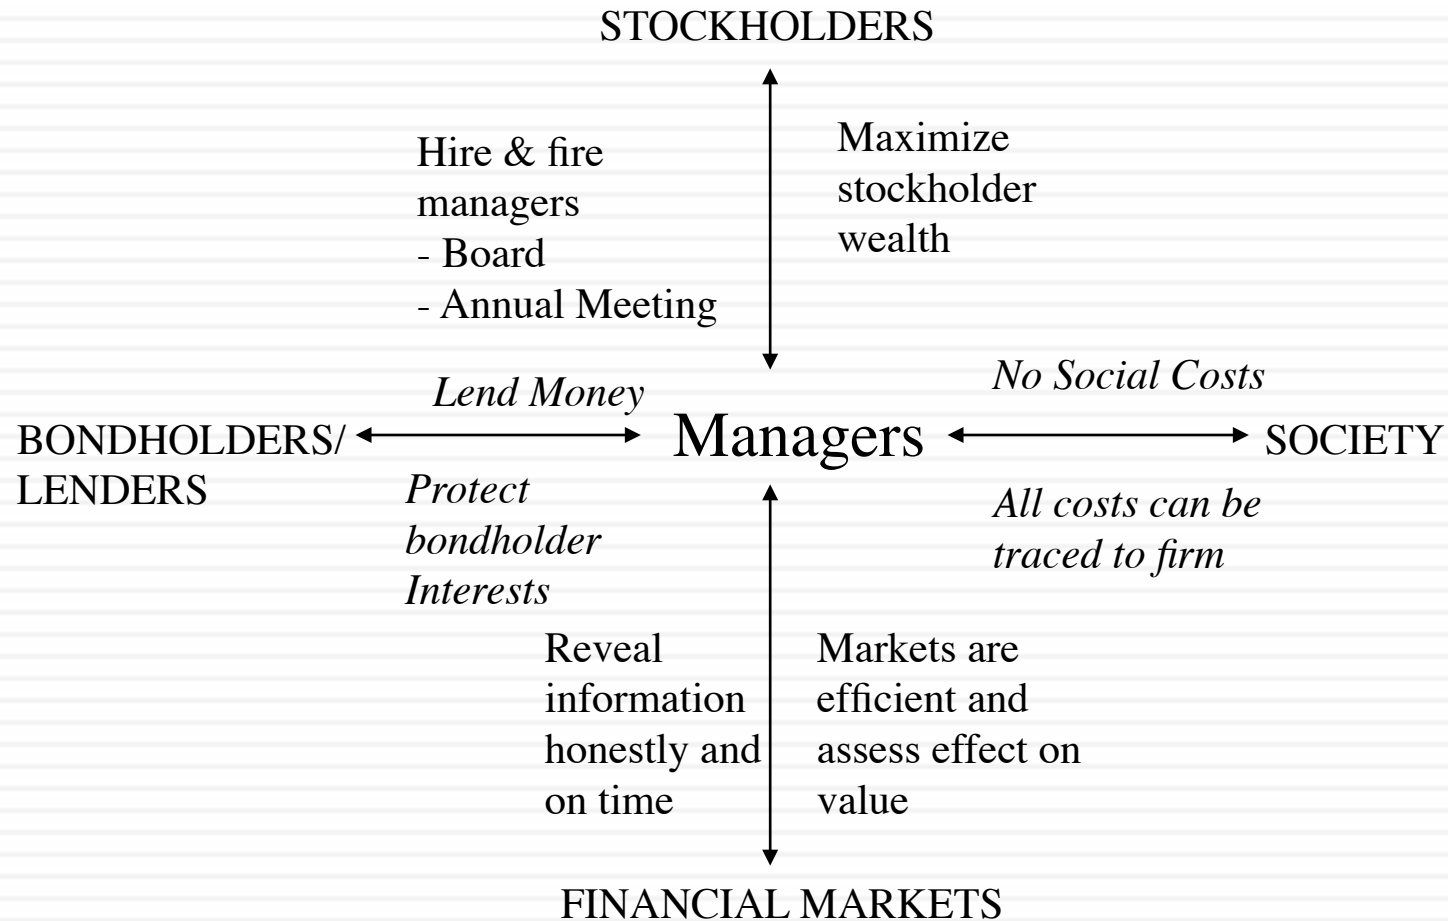 STOCKHOLDERS
Hire & fire
managers
- Board
- Annual Meeting
Maximize
stockholder
wealth
Lend Money
No Social Costs
BONDHOLDERS/
LENDERS
Managers
SOCIETY
Protect
bondholder
Interests
All costs can be
traced to firm
Reveal
information
honestly and
on time
Markets are
efficient and
assess effect on
value
FINANCIAL MARKETS